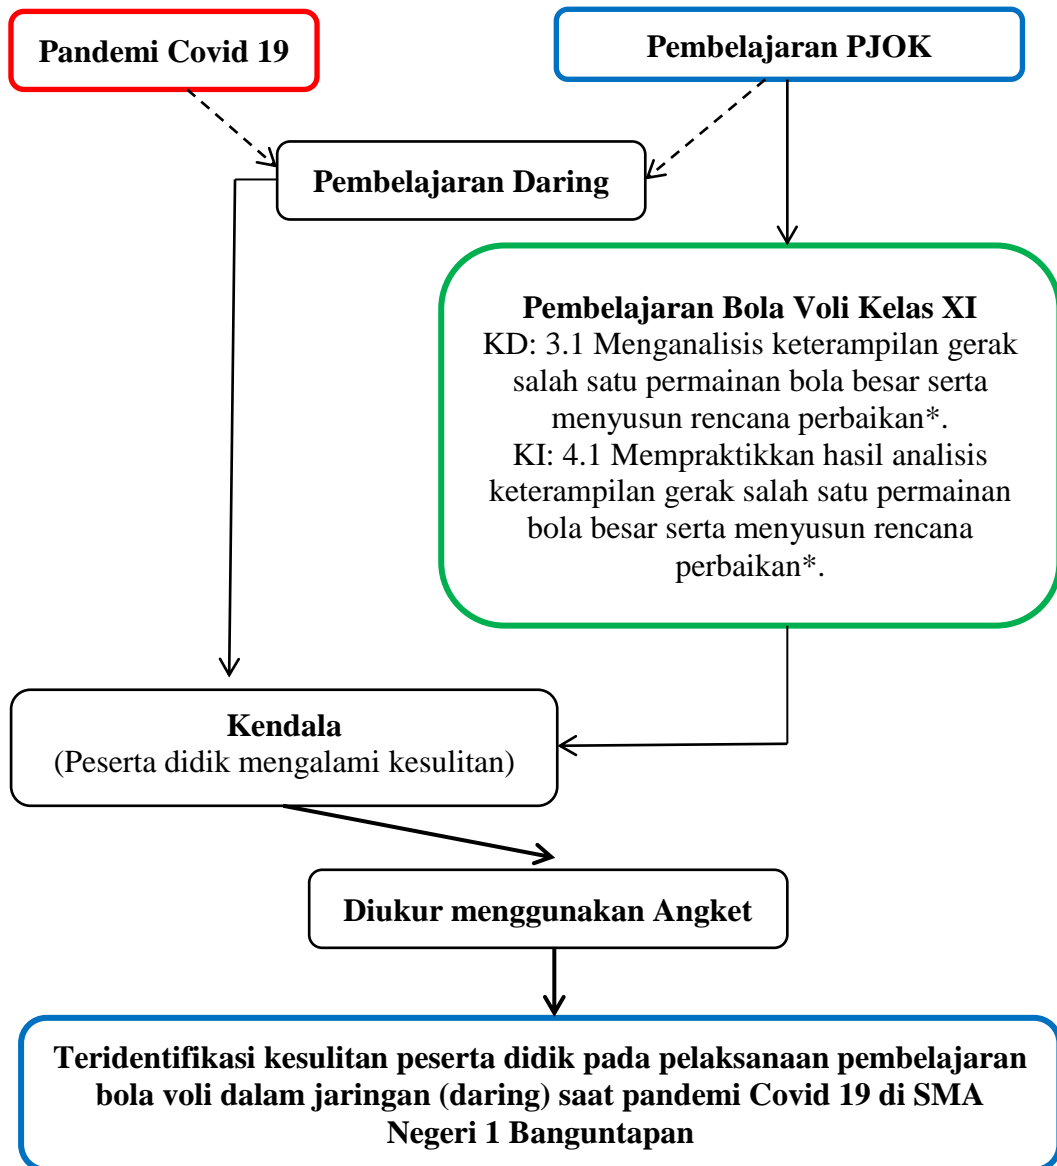 Pandemi Covid 19
Pembelajaran PJOK
Pembelajaran Daring
Pembelajaran Bola Voli Kelas XI
KD: 3.1 Menganalisis keterampilan gerak
salah satu permainan bola besar serta
menyusun rencana perbaikan*.
KI: 4.1 Mempraktikkan hasil analisis
keterampilan gerak salah satu permainan
bola besar serta menyusun rencana
perbaikan*.
Kendala
(Peserta didik mengalami kesulitan)
Diukur menggunakan Angket
Teridentifikasi kesulitan peserta didik pada pelaksanaan pembelajaran
bola voli dalam jaringan (daring) saat pandemi Covid 19 di SMA
Negeri 1 Banguntapan